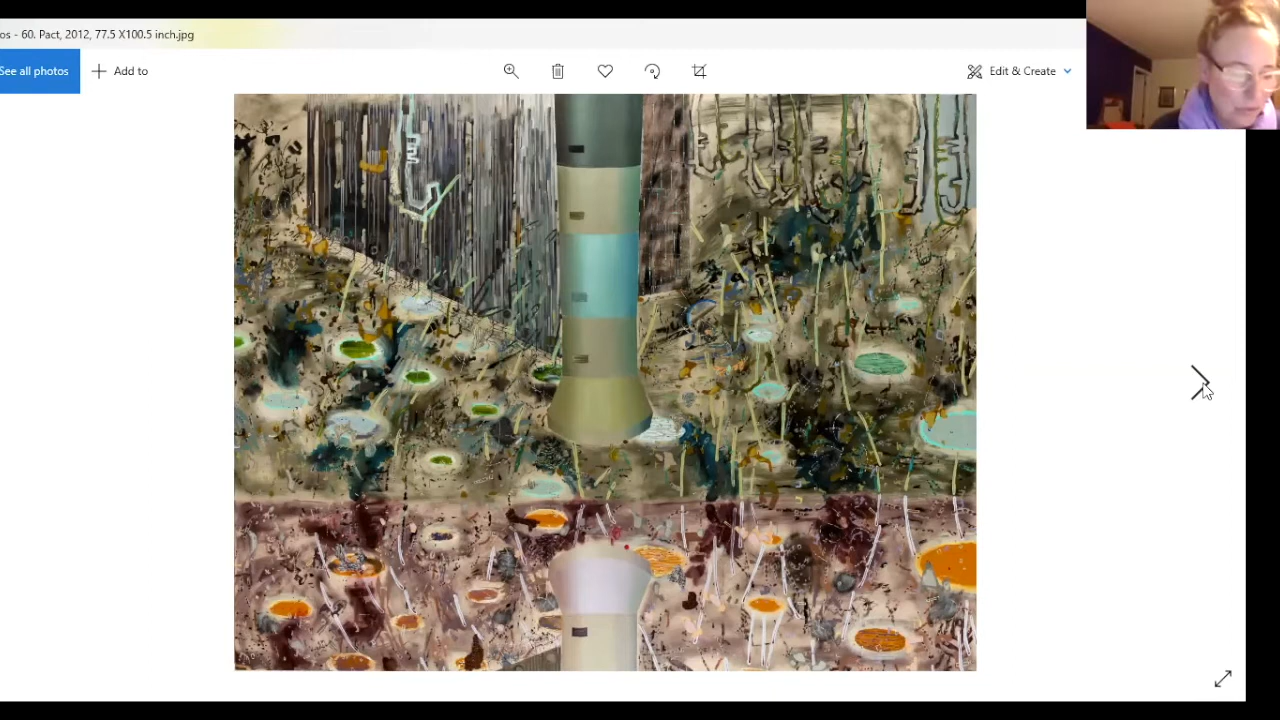 os - 60. Pact, 2012, 77.5 X100.5 inch.jpg
See all photos
Add to
Edit & Create